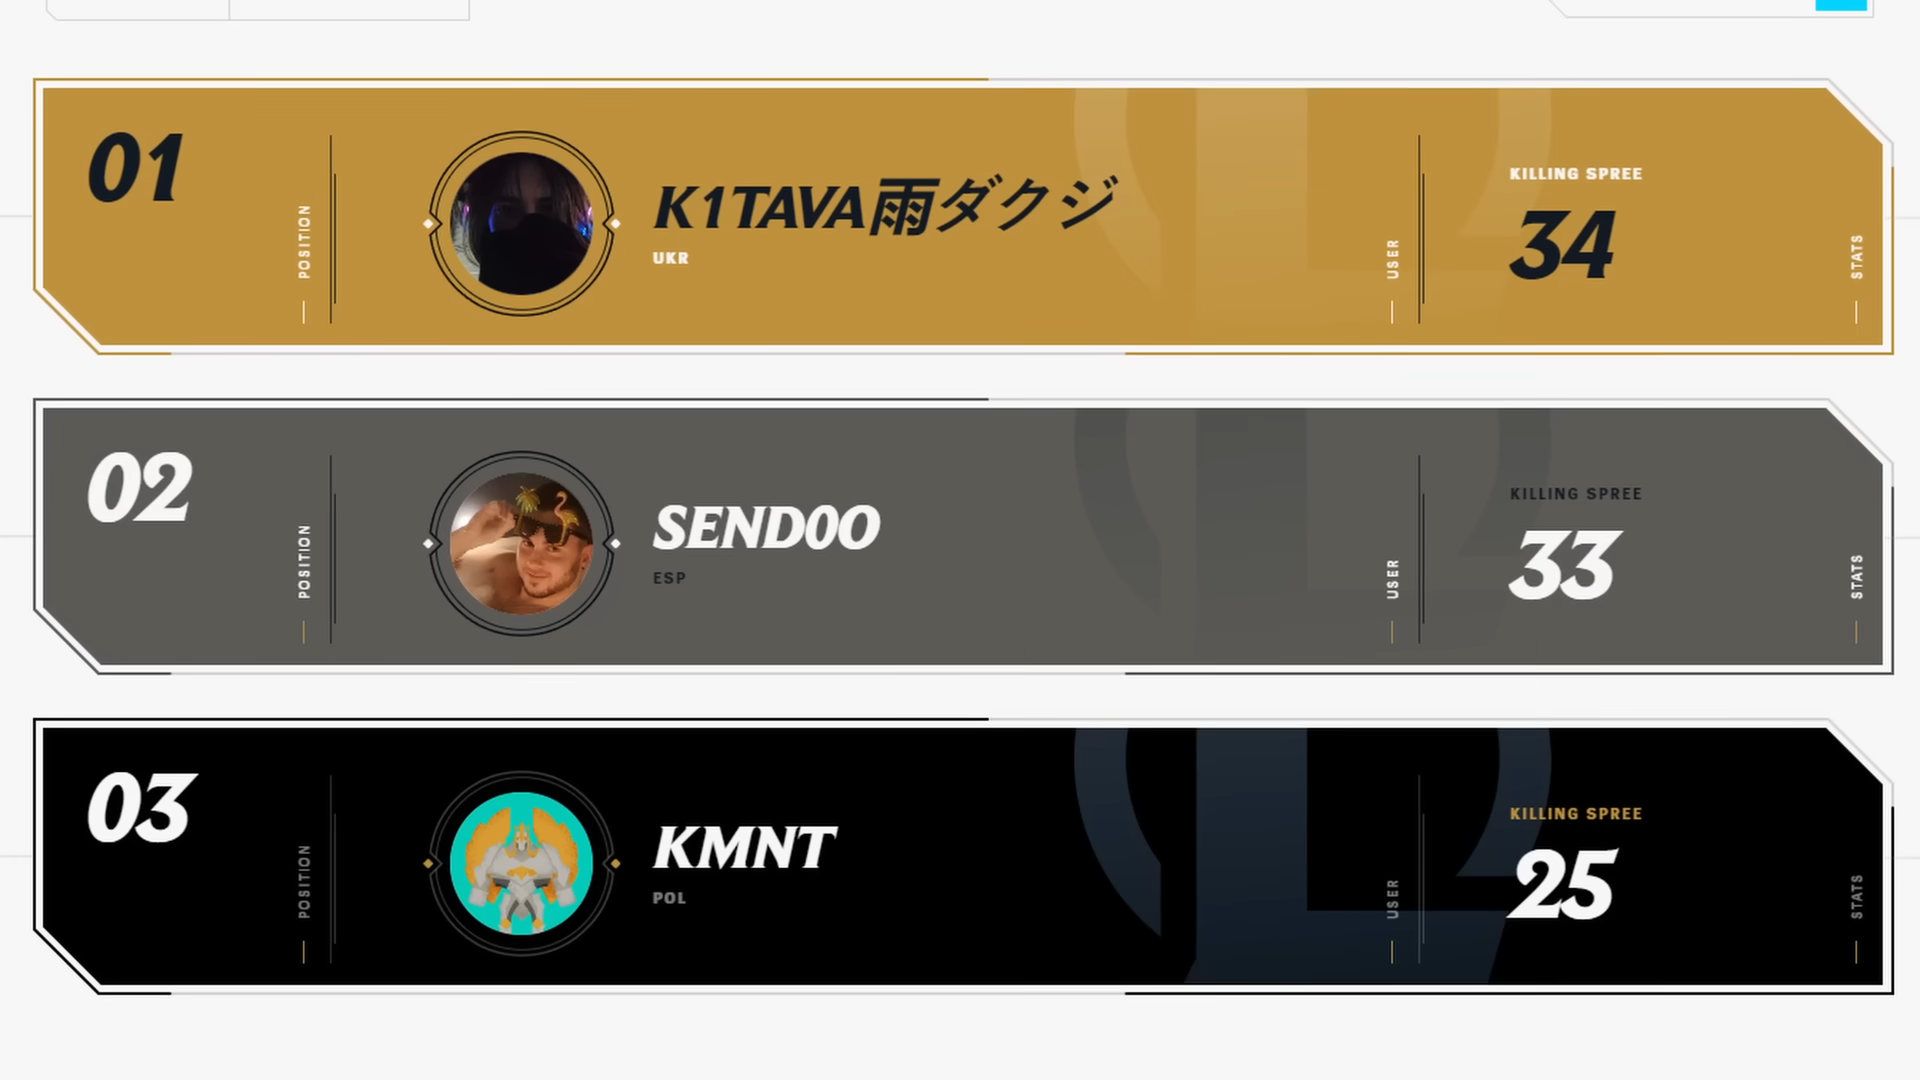 01
POSITION
K1TAVA雨ダクジ
UKR
USER
KILLING SPREE
34
STATS
02
POSITION
SEND0O
ESP
USER
KILLING SPREE
33
STATS
03
POSITION
KMNT
POL
USER
KILLING SPREE
25
STATS